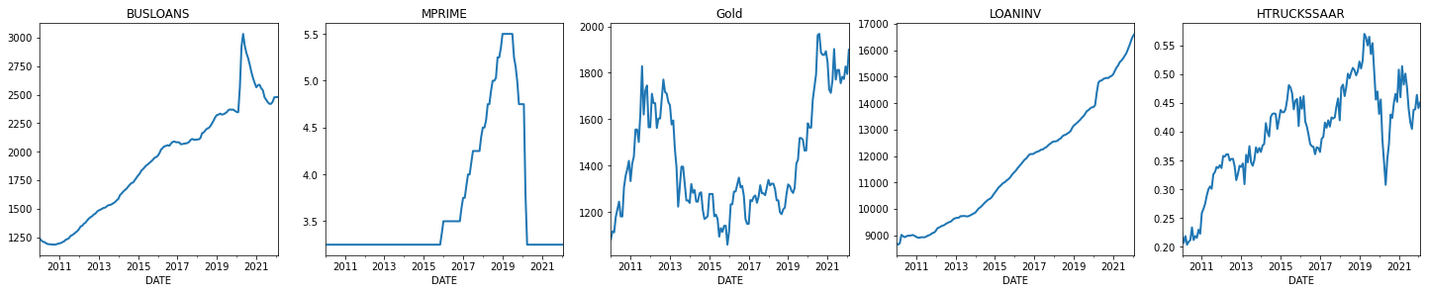 BUSLOANS
3000
2750
2500
2250
2000
1750
1500
1250
2011 2013 2015 2017 2019 2021
DATE
MPRIME
5.5
5.0
4.5
4.0
3.5
2011 2013 2015 2017 2019 2021
DATE
Gold
2000
1800
1600
1400
1200
2011 2013 2015 2017 2019 2021
DATE
LOANINV
17000
16000
15000
14000
13000
12000
11000
10000
9000
2011 2013 2015 2017 2019 2021
DATE
HTRUCKSSAAR
0.55
0.50
0.45
0.40
0.35
0.30
0.25
0.20
2011 2013 2015 2017 2019 2021
DATE